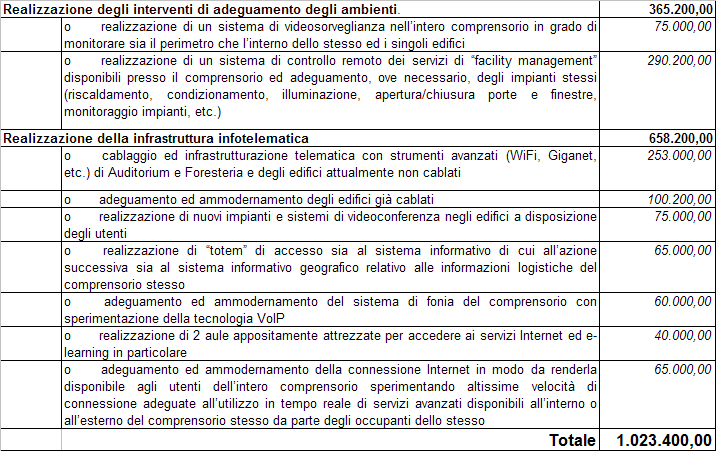 Realizzazione degli interventi di adeguamento degli ambienti. 365.200,00
o realizzazione di un sistema di videosorveglianza nell'intero comprensorio in grado di 75.000,00
monitorare sia il perimetro che l'interno dello stesso ed i singoli edifici
o realizzazione di un sistema di controllo remoto dei servizi di “facility management” 290.200,00
disponibili presso il comprensorio ed adeguamento, ove necessario, degli impianti stessi
(riscaldamento, condizionamento, illuminazione, apertura/chiusura porte e finestre,
monitoraggio impianti, etc.)
Realizzazione della infrastruttura infotelematica 658.200,00
o cablaggio ed infrastrutturazione telematica con strumenti avanzati (WiFi, Giganet, 253.000,00
etc.) di Auditorium e Foresteria e degli edifici attualmente non cablati
o adeguamento ed ammodernamento degli edifici già cablati 100.200,00
o realizzazione di nuovi impianti e sistemi di videoconferenza negli edifici a disposizione 75.000,00
degli utenti
o realizzazione di “totem” di accesso sia al sistema informativo di cui all'azione 65.000,00
successiva sia al sistema informativo geografico relativo alle informazioni logistiche del
comprensorio stesso
o adeguamento ed ammodernamento del sistema di fonia del comprensorio con 60.000,00
sperimentazione della tecnologia VoIP
o realizzazione di 2 aule appositamente attrezzate per accedere ai servizi Internet ed e- 40.000,00
learning in particolare
o adeguamento ed ammodernamento della connessione Internet in modo da renderla 65.000,00
disponibile agli utenti dell'intero comprensorio sperimentando altissime velocità di
connessione adeguate all'utilizzo in tempo reale di servizi avanzati disponibili all'interno o
all'esterno del comprensorio stesso da parte degli occupanti dello stesso
Totale 1.023.400,00